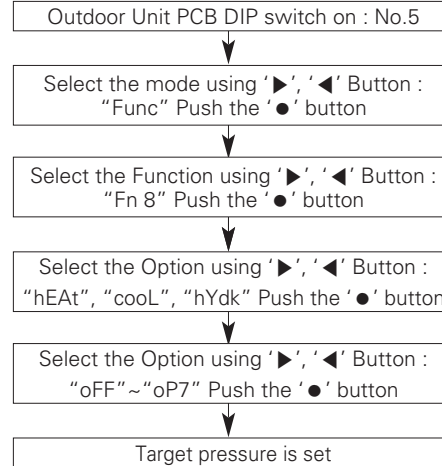 Outdoor Unit PCB DIP switch on : No.5
Select the mode using ‘▶’, ‘◀’ Button :
“Func” Push the ‘●’ button
Select the Function using ‘▶’, ‘◀’ Button :
“Fn 8” Push the ‘●’ button
Select the Option using ‘▶’, ‘◀’ Button :
“hEAt”, “cooL”, “hYdk” Push the ‘●’ button
Select the Option using ‘▶’, ‘◀’ Button :
“oFF”~“oP7” Push the ‘●’ button
Target pressure is set